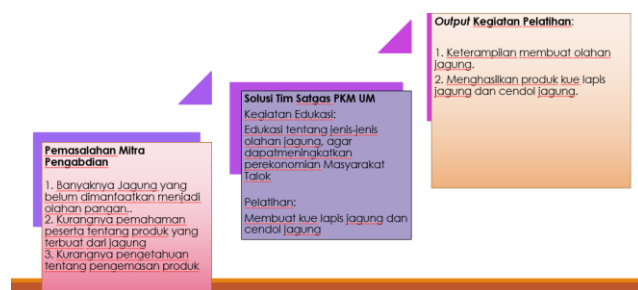 Pemasalahan Mitra
Pengabdian
1. Banyaknya Jagung yang
belum dimanfaatkan menjadi
olahan pangan,.
2. Kurangnya pemahaman
peserta tentang produk yang
terbuat dari jagung
3. Kurangnya pengetahuan
tentang pengemasan produk
Solusi Tim Satgas PKM UM
Kegiatan Edukasi:
Edukasi tentang jenis-jenis
olahan jagung, agar
dapatmeningkatkan
perekonomian Masyarakat
Talok
Pelatihan:
Membuat kue lapis jagung dan
cendol jagung
Output Kegiatan Pelatihan:
1. Keterampilan membuat olahan
jagung.
2. Menghasilkan produk kue lapis
jagung dan cendol jagung.